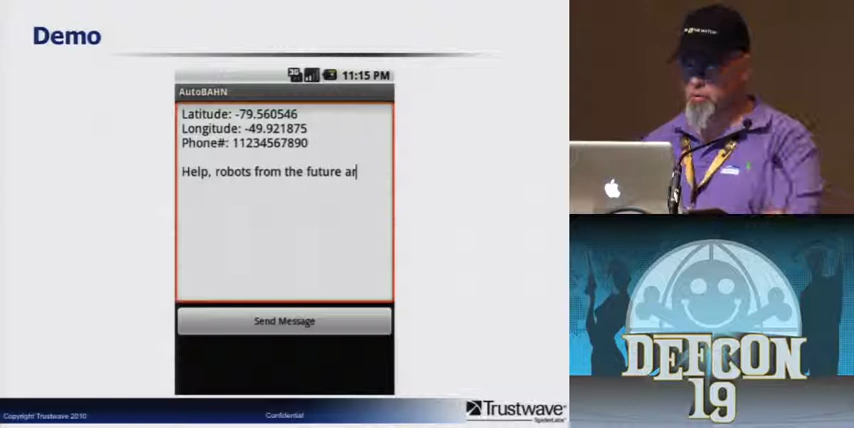 Demo
11:15 PM
AutoBAHN
Latitude: -79.560546
Longitude: -49.921875
Phone#: 11234567890
Help, robots from the future ar
Send Message
Copyright Trustwave 2010
Confidential
Trustwave
SpiderLabs
DEFCON
19